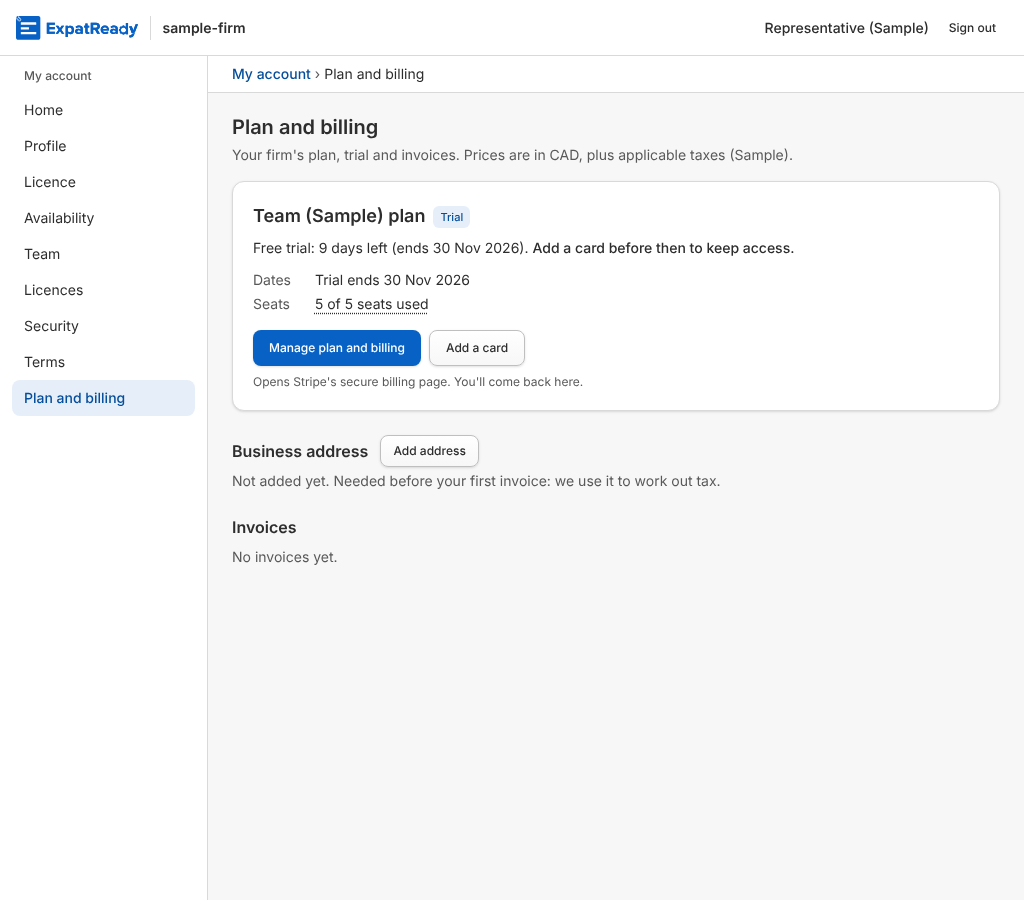 ExpatReady
sample-firm
Representative (Sample)
Sign out
My account
Home
Profile
Licence
Availability
Team
Licences
Security
Terms
Plan and billing
My account › Plan and billing
Plan and billing
Your firm's plan, trial and invoices. Prices are in CAD, plus applicable taxes (Sample).
Team (Sample) plan Trial
Free trial: 9 days left (ends 30 Nov 2026). Add a card before then to keep access.
Dates Trial ends 30 Nov 2026
Seats 5 of 5 seats used
Manage plan and billing Add a card
Opens Stripe's secure billing page. You'll come back here.
Business address Add address
Not added yet. Needed before your first invoice: we use it to work out tax.
Invoices
No invoices yet.